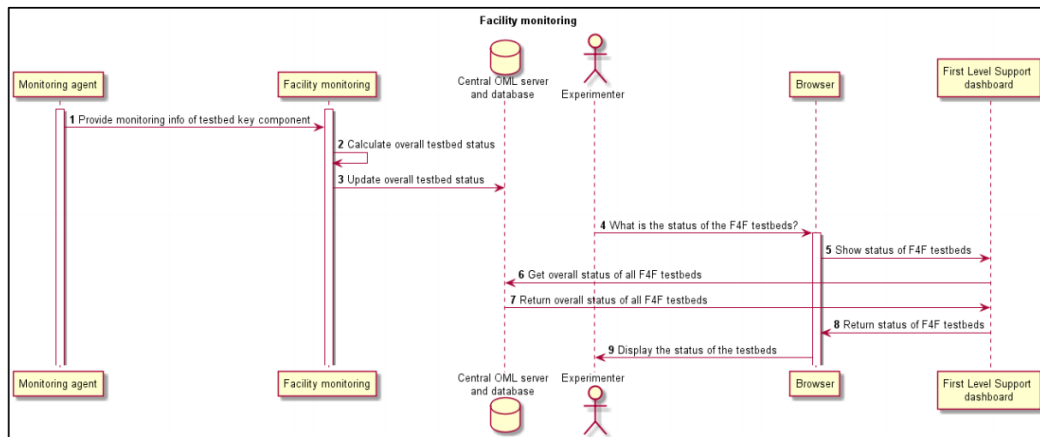 Facility monitoring
Monitoring agent
Facility monitoring
Central OML server
and database
Experimenter
Browser
First Level Support
dashboard
1 Provide monitoring info of testbed key component
2 Calculate overall testbed status
3 Update overall testbed status
4 What is the status of the F4F testbeds?
5 Show status of F4F testbeds
6 Get overall status of all F4F testbeds
7 Return overall status of all F4F testbeds
8 Return status of F4F testbeds
9 Display the status of the testbeds
Monitoring agent
Facility monitoring
Central OML server
and database
Experimenter
Browser
First Level Support
dashboard